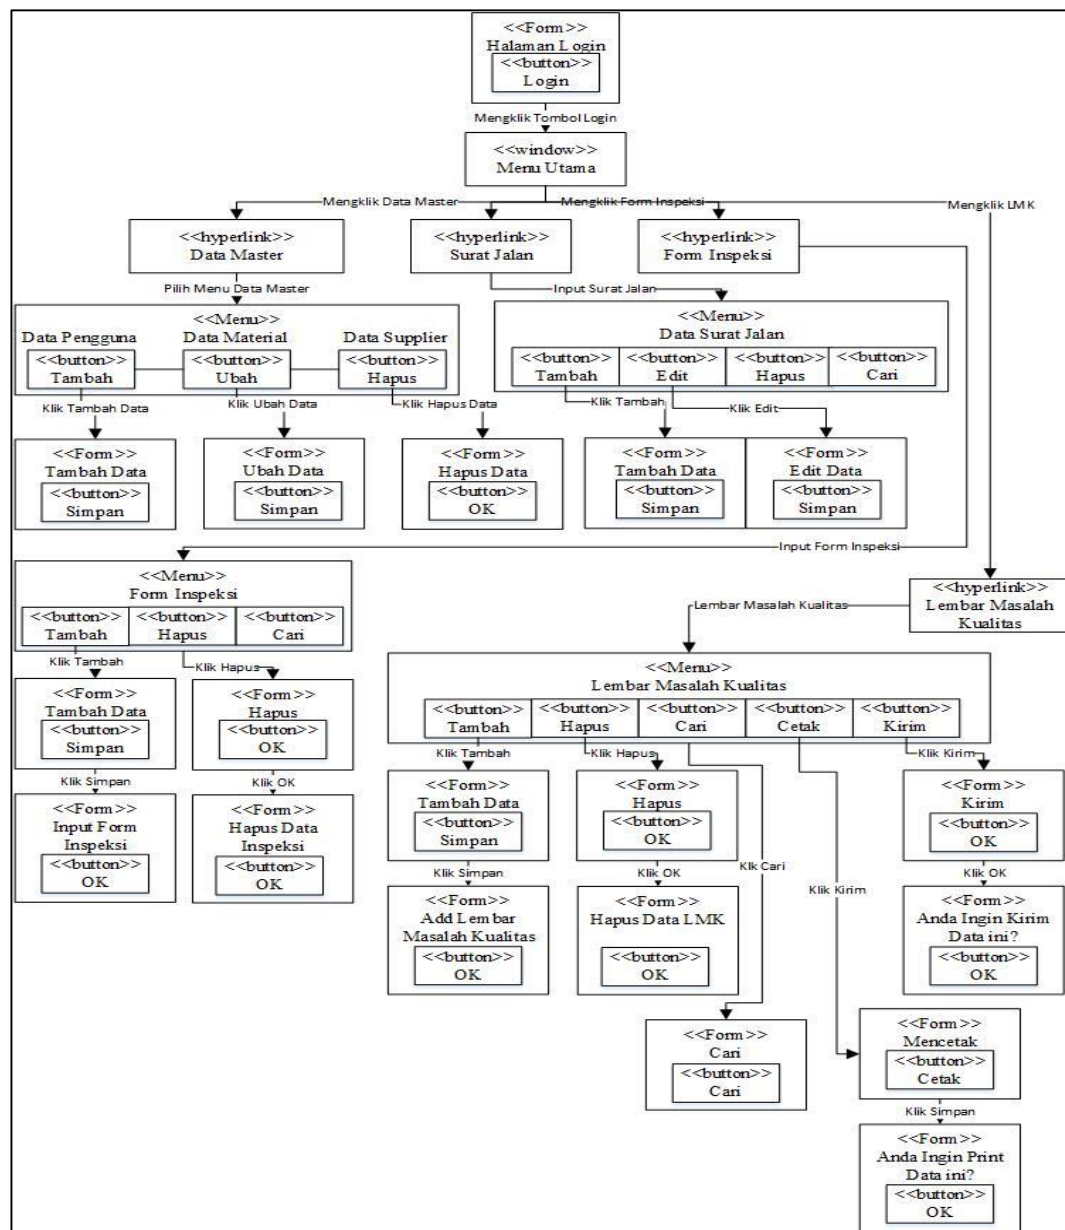 <<Form>>
Halaman Login
<<button>>
Login
Mengklik Tombol Login
<<window>>
Menu Utama
Mengklik Data Master
Mengklik Form Inspeksi
Mengklik LMK
<<hyperlink>>
Data Master
<<hyperlink>>
Surat Jalan
<<hyperlink>>
Form Inspeksi
Pilih Menu Data Master
Input Surat Jalan
<<Menu>>
Data Pengguna
Data Material
Data Supplier
<<button>>
Tambah
<<button>>
Ubah
<<button>>
Hapus
<<Menu>>
Data Surat Jalan
<<button>>
Tambah
<<button>>
Edit
<<button>>
Hapus
<<button>>
Cari
Klik Tambah Data
Klik Ubah Data
Klik Hapus Data
Klik Tambah
Klik Edit
<<Form>>
Tambah Data
<<button>>
Simpan
<<Form>>
Ubah Data
<<button>>
Simpan
<<Form>>
Hapus Data
<<button>>
OK
<<Form>>
Tambah Data
<<button>>
Simpan
<<Form>>
Edit Data
<<button>>
Simpan
Input Form Inspeksi
<<Menu>>
Form Inspeksi
<<button>>
Tambah
<<button>>
Hapus
<<button>>
Cari
<<hyperlink>>
Lembar Masalah
Kualitas
Lembar Masalah Kualitas
Klik Tambah
Klik Hapus
<<Form>>
Tambah Data
<<button>>
Simpan
<<Form>>
Hapus
<<button>>
OK
Klik Simpan
Klik OK
<<Form>>
Input Form
Inspeksi
<<button>>
OK
<<Form>>
Hapus Data
Inspeksi
<<button>>
OK
<<Menu>>
Lembar Masalah Kualitas
<<button>>
Tambah
<<button>>
Hapus
<<button>>
Cari
<<button>>
Cetak
<<button>>
Kirim
Klik Tambah
Klik Hapus
Klk Cari
Klik Kirim
Klik Kirim
<<Form>>
Tambah Data
<<button>>
Simpan
<<Form>>
Hapus
<<button>>
OK
<<Form>>
Kirim
<<button>>
OK
Klik Simpan
Klik OK
Klik OK
<<Form>>
Add Lembar
Masalah Kualitas
<<button>>
OK
<<Form>>
Hapus Data LMK
<<button>>
OK
<<Form>>
Anda Ingin Kirim
Data ini?
<<button>>
OK
<<Form>>
Cari
<<button>>
Cari
<<Form>>
Mencetak
<<button>>
Cetak
Klik Simpan
<<Form>>
Anda Ingin Print
Data ini?
<<button>>
OK